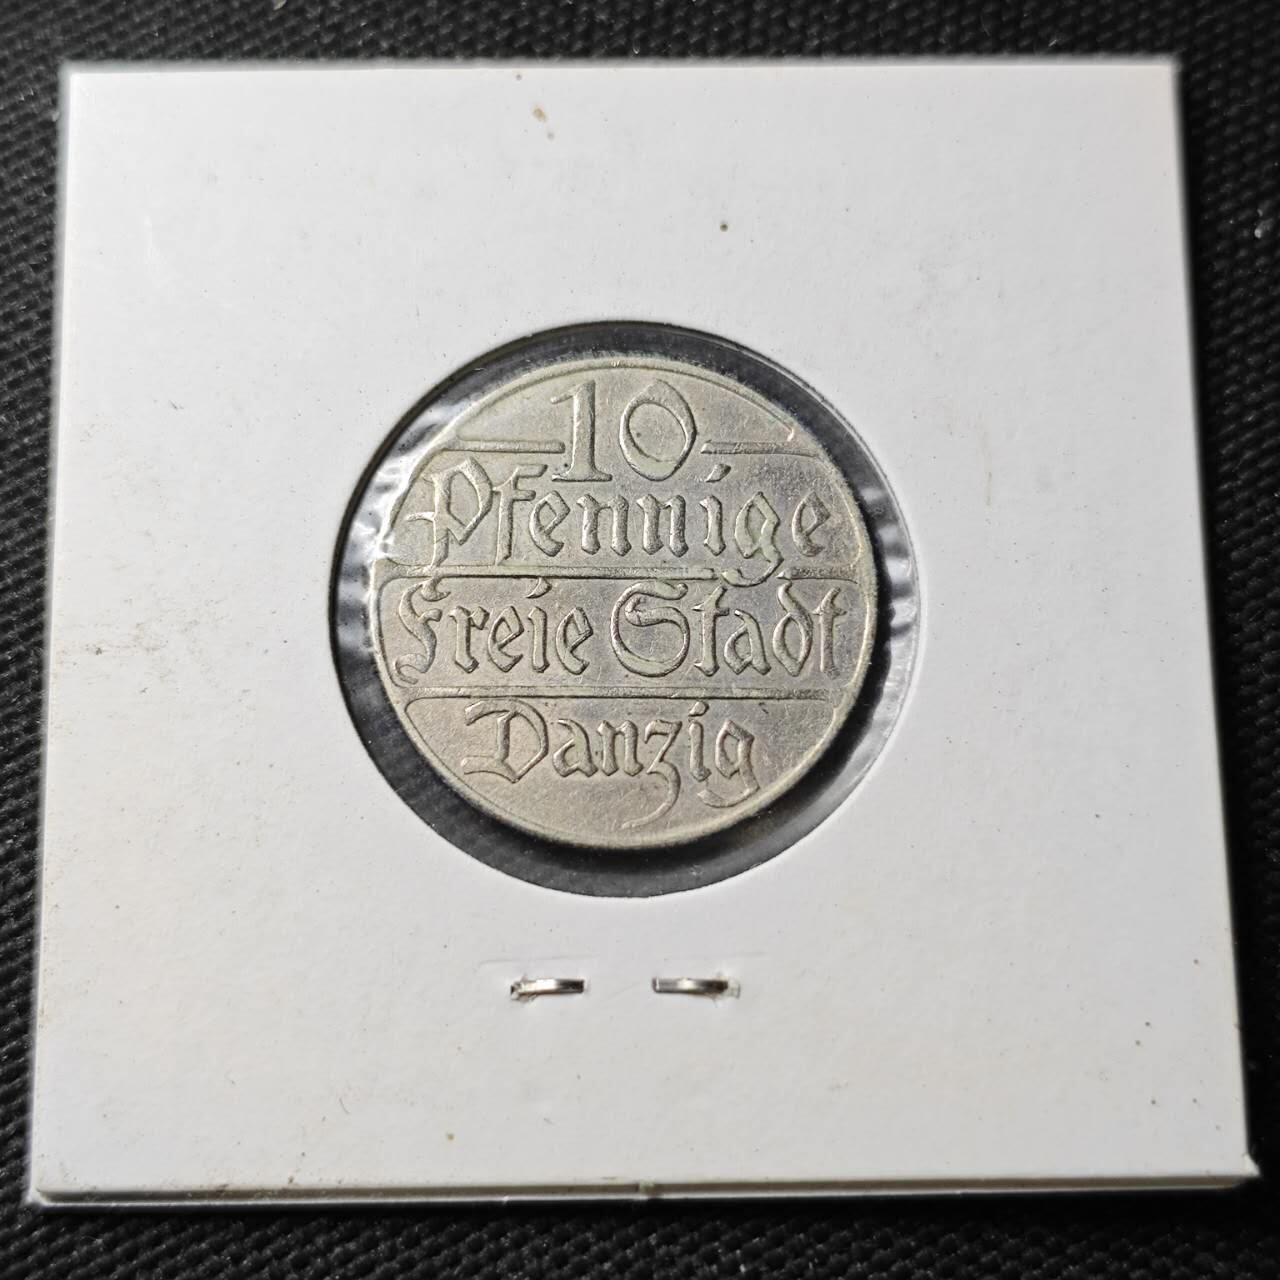 10
Pfennige
Freie Stadt
Danzig